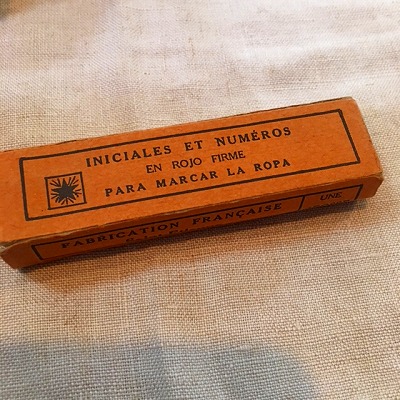 INICIALES ET NUMÉROS
EN ROJO FIRME
PARA MARCAR LA ROPA
FABRICATION FRANÇAISE
UNE